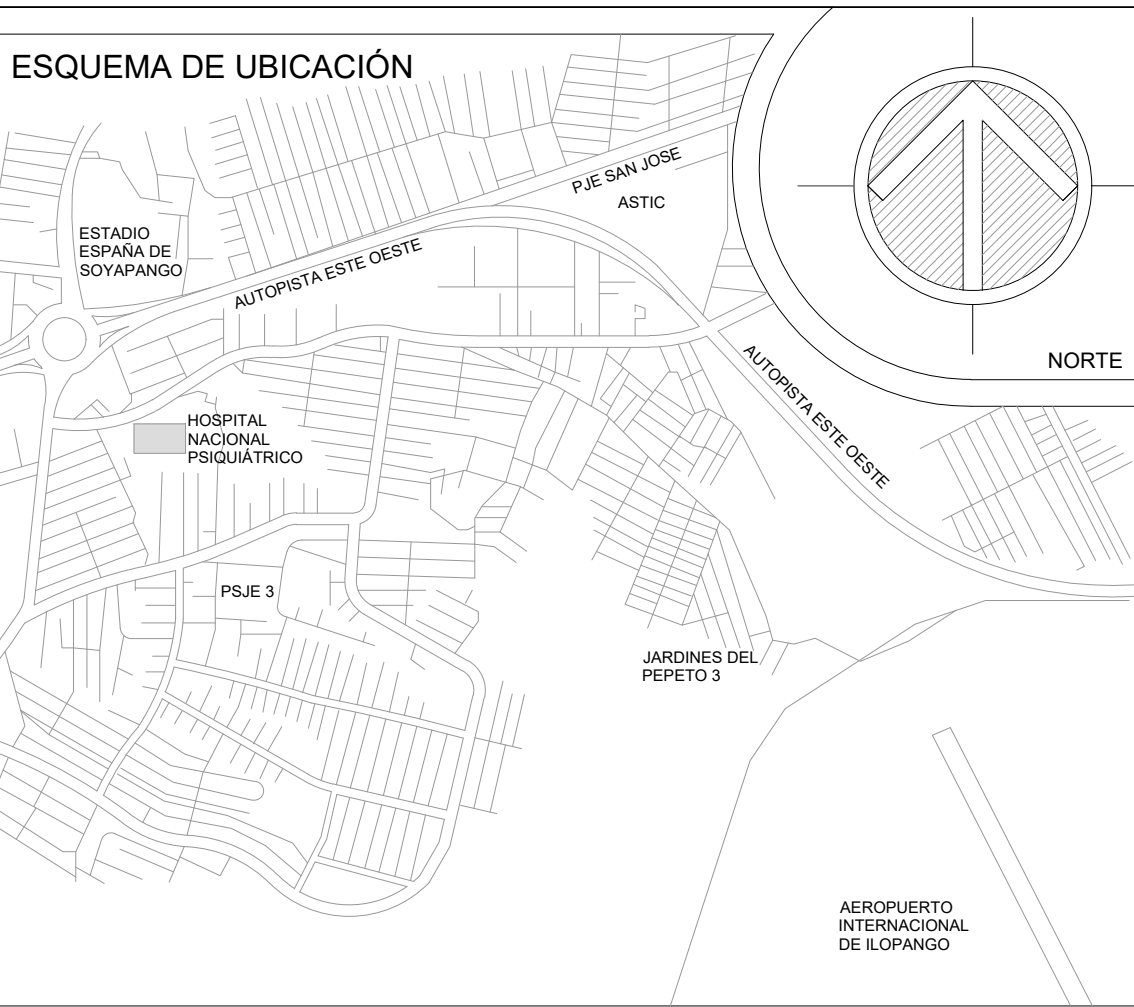 ESQUEMA DE UBICACIÓN
PJE SAN JOSE
ASTIC
ESTADIO
ESPAÑA DE
SOYAPANGO
AUTOPISTA ESTE OESTE
NORTE
AUTOPISTA ESTE OESTE
HOSPITAL
NACIONAL
PSIQUIÁTRICO
PSJE 3
JARDINES DEL
PEPETO 3
AEROPUERTO
INTERNACIONAL
DE ILOPANGO